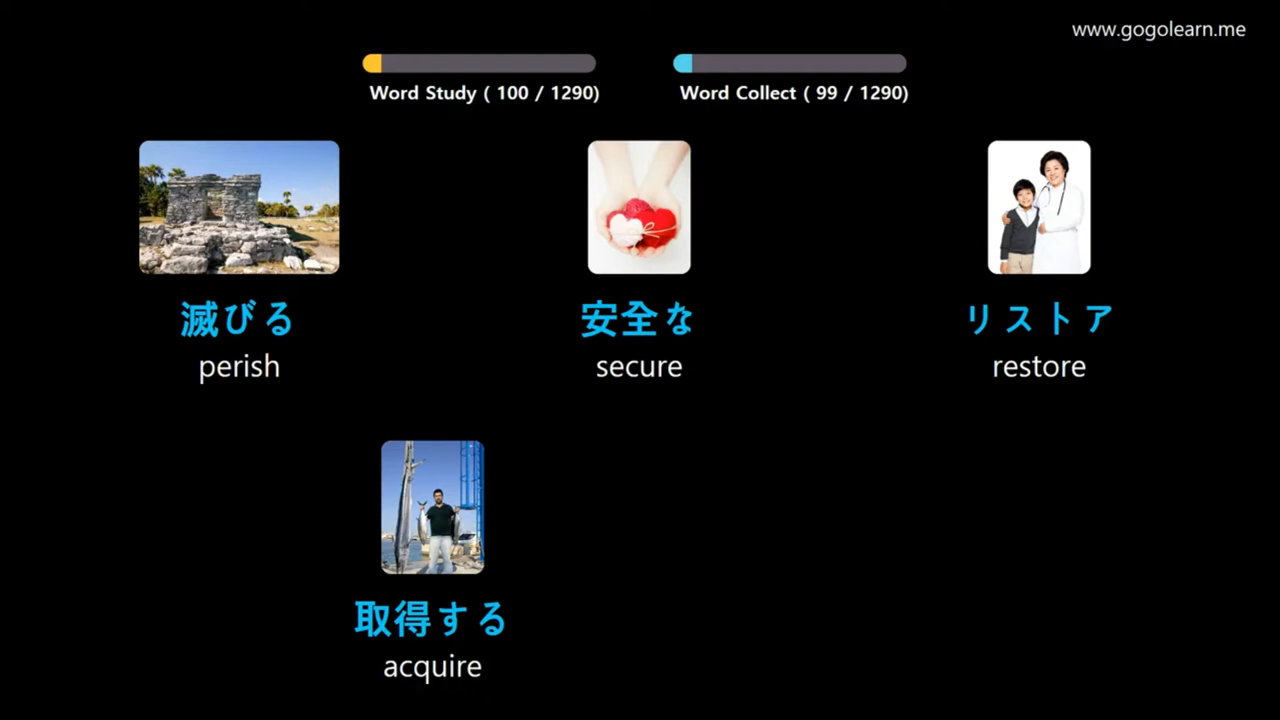 www.gogolearn.me
Word Study ( 100 / 1290)
Word Collect ( 99 / 1290)
滅びる
perish
安全な
secure
リストア
restore
取得する
acquire